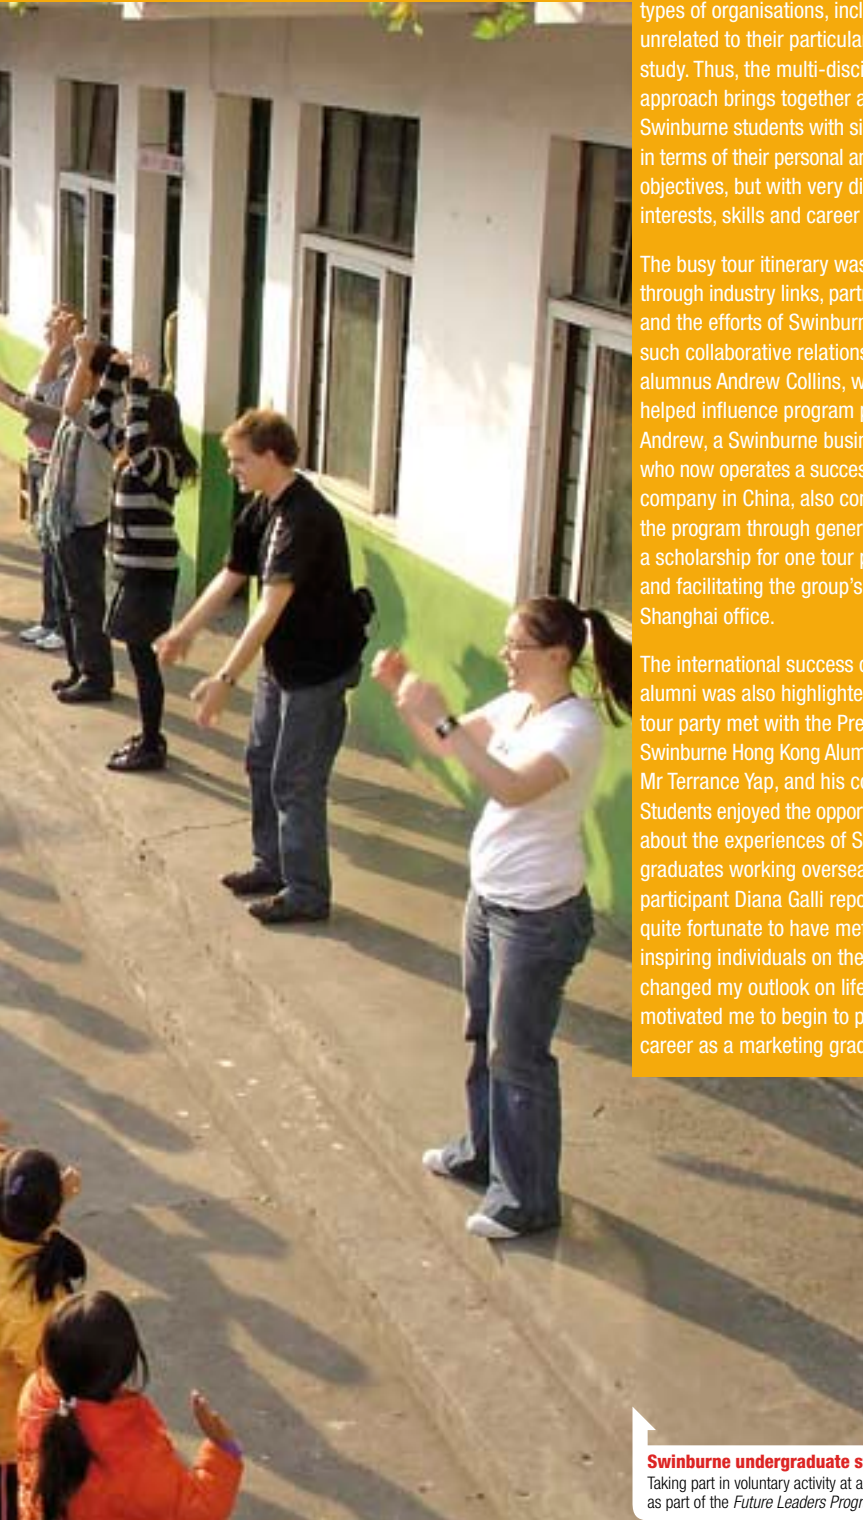 types of organisations, incl
unrelated to their particula
study. Thus, the multi-disci
approach brings together a
Swinburne students with si
in terms of their personal a
objectives, but with very di
interests, skills and career
The busy tour itinerary was
through industry links, part
and the efforts of Swinburn
such collaborative relations
alumnus Andrew Collins, w
helped influence program p
Andrew, a Swinburne busin
who now operates a succes
company in China, also con
the program through gener
a scholarship for one tour p
and facilitating the group's
Shanghai office.
The international success o
alumni was also highlighte
tour party met with the Pre
Swinburne Hong Kong Alum
Mr Terrance Yap, and his co
Students enjoyed the oppor
about the experiences of S
graduates working oversea
participant Diana Galli repo
quite fortunate to have met
inspiring individuals on the
changed my outlook on life
motivated me to begin to p
career as a marketing grad
Swinburne undergraduate s
Taking part in voluntary activity at a
as part of the Future Leaders Progr